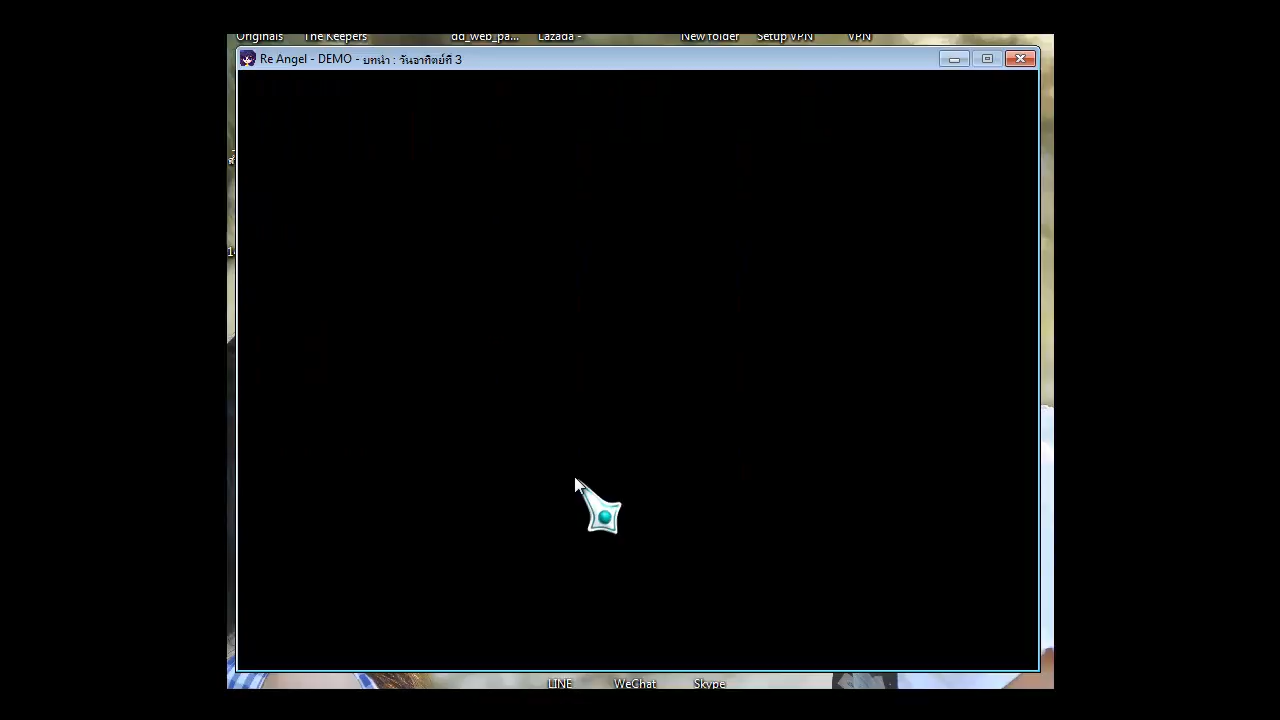 Originals The Keepers dd_web_pa... Lazada - New folder Setup VPN VPN
Re Angel - DEMO - บทนำ : วันอาทิตย์ที่ 3
LINE WeChat Skype